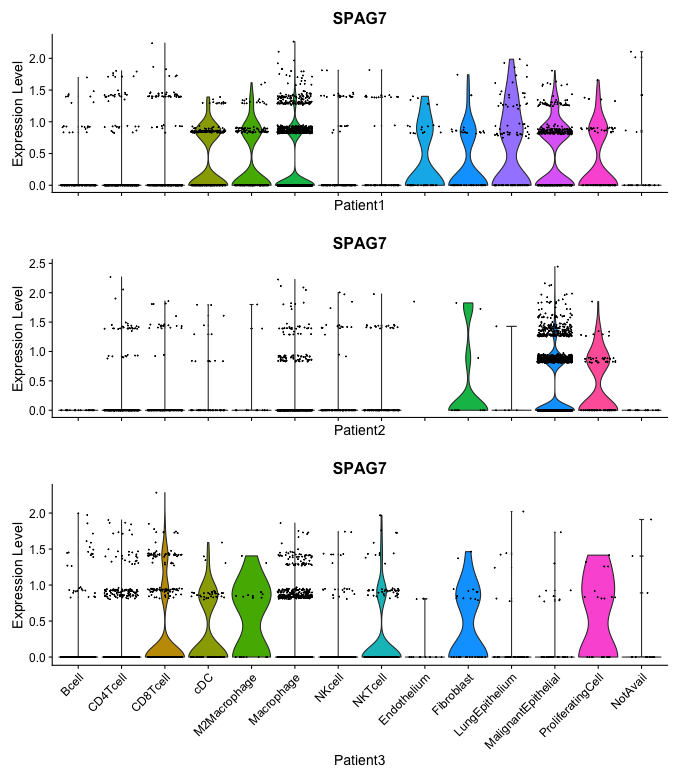 SPAG7
Expression Level
2.0
1.5
1.0
0.5
0.0
Patient1
SPAG7
Expression Level
2.5
2.0
1.5
1.0
0.5
0.0
Patient2
SPAG7
Expression Level
2.0
1.5
1.0
0.5
0.0
Bcell
CD4Tcell
CD8Tcell
cDC
M2Macrophage
Macrophage
NKcell
NKTcell
Endothelium
Fibroblast
LungEpithelium
MalignantEpithelial
ProliferatingCell
NotAvail
Patient3